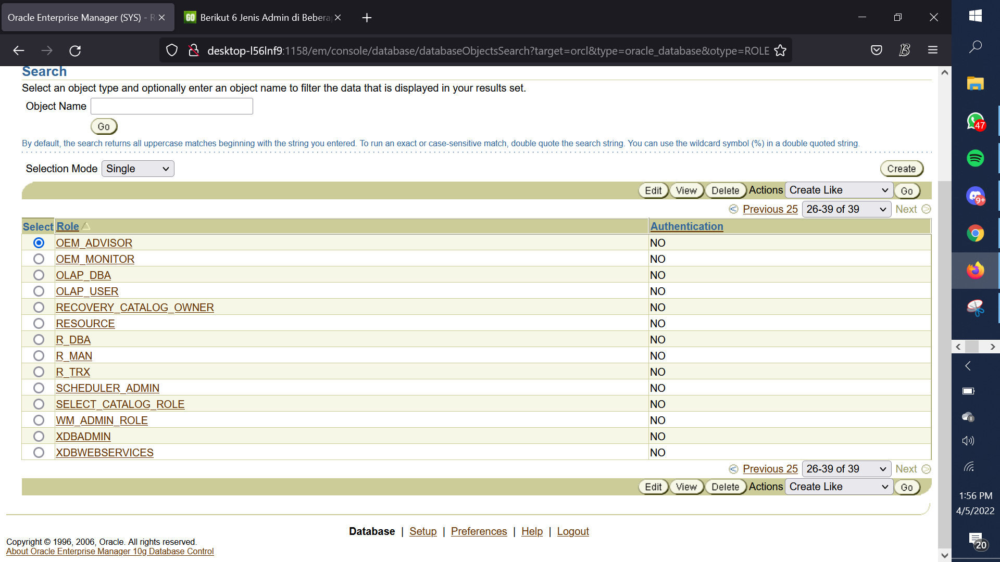 Oracle Enterprise Manager (SYS) - R
GO Berikut 6 Jenis Admin di Bebera
desktop-l56lnf9:1158/em/console/database/databaseObjectsSearch?target=orcl&type=oracle_database&otype=ROLE
Search
Select an object type and optionally enter an object name to filter the data that is displayed in your results set.
Object Name
Go
By default, the search returns all uppercase matches beginning with the string you entered. To run an exact or case-sensitive match, double quote the search string. You can use the wildcard symbol (%) in a double quoted string.
Selection Mode Single Create
Edit View Delete Actions Create Like Go
Previous 25 26-39 of 39 Next
Select Role Authentication
OEM_ADVISOR NO
OEM_MONITOR NO
OLAP_DBA NO
OLAP_USER NO
RECOVERY_CATALOG_OWNER NO
RESOURCE NO
R_DBA NO
R_MAN NO
R_TRX NO
SCHEDULER_ADMIN NO
SELECT_CATALOG_ROLE NO
WM_ADMIN_ROLE NO
XDBADMIN NO
XDBWEBSERVICES NO
Previous 25 26-39 of 39 Next
Edit View Delete Actions Create Like Go
Database | Setup | Preferences | Help | Logout
Copyright © 1996, 2006, Oracle. All rights reserved.
About Oracle Enterprise Manager 10g Database Control
47
9+
1:56 PM
4/5/2022
20